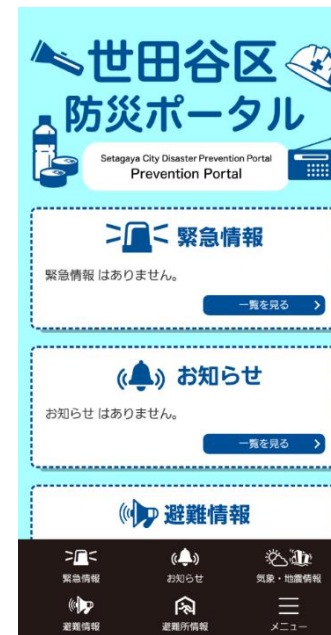 世田谷区
防災ポータル
Setagaya City Disaster Prevention Portal
Prevention Portal
緊急情報
緊急情報 はありません。
一覧を見る
お知らせ
お知らせ はありません。
一覧を見る
避難情報
緊急情報
お知らせ
気象・地震情報
避難情報
避難所情報
メニュー